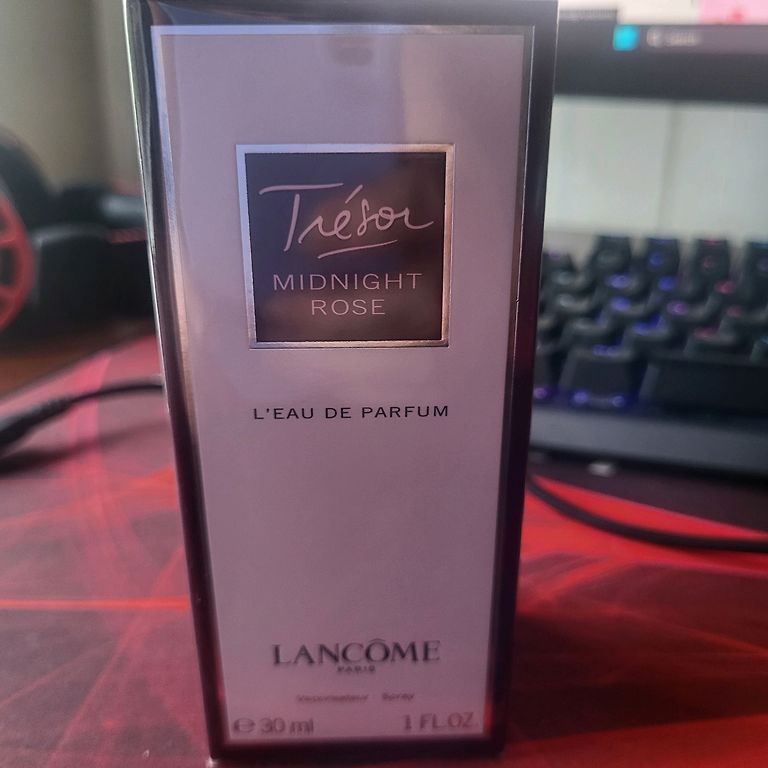 Trésor
MIDNIGHT
ROSE
L'EAU DE PARFUM
LANCÔME
PARIS
Vaporisateur - Spray
℮ 30 ml 1 FL.OZ.